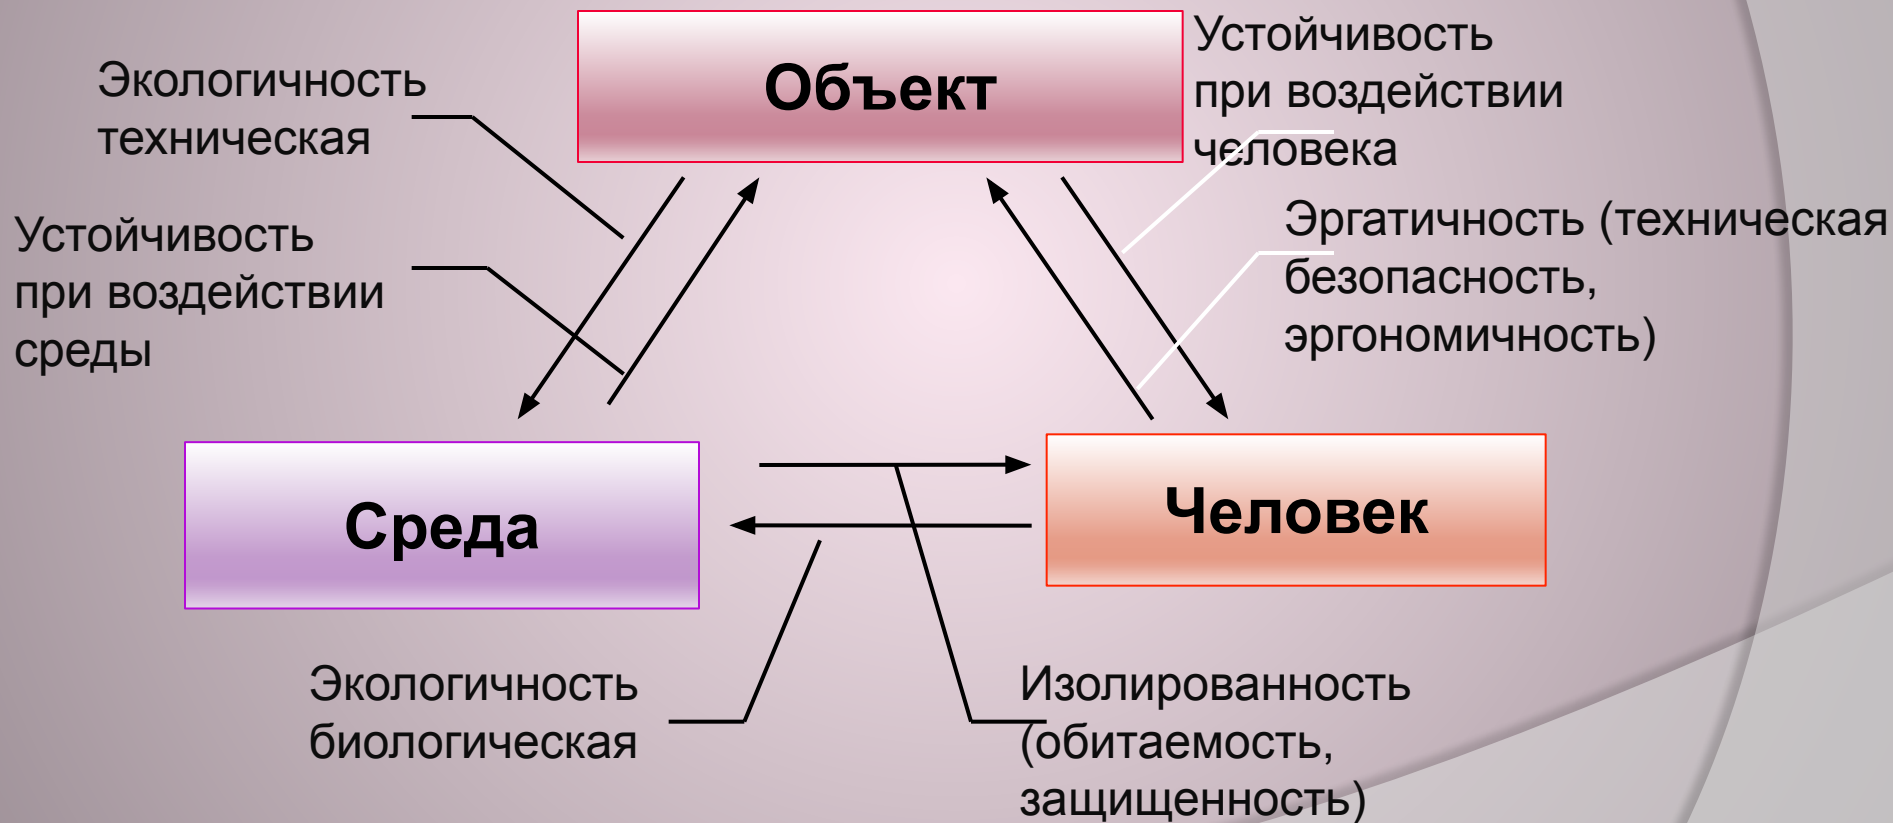 Объект
Экологичность
техническая
Устойчивость
при воздействии
человека
Устойчивость
при воздействии
среды
Эргатичность (техническая
безопасность,
эргономичность)
Среда
Человек
Экологичность
биологическая
Изолированность
(обитаемость,
защищенность)